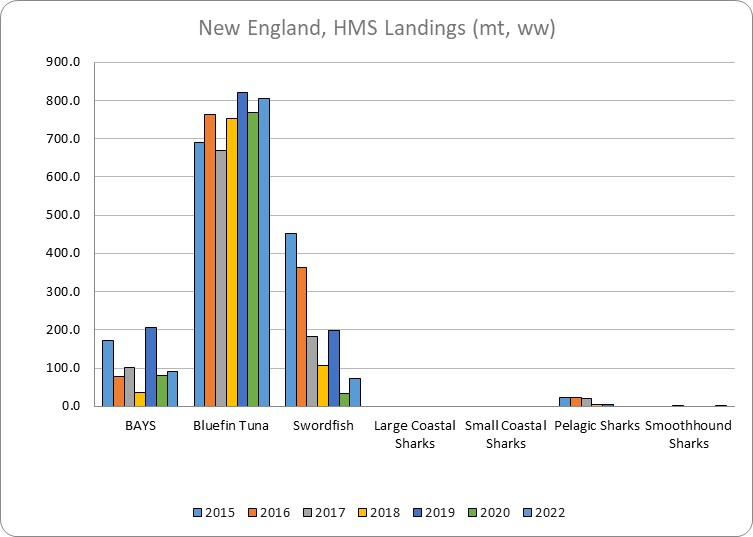 New England, HMS Landings (mt, ww)
900.0
800.0
700.0
600.0
500.0
400.0
300.0
200.0
100.0
0.0
BAYS Bluefin Tuna Swordfish Large Coastal Small Coastal Pelagic Sharks Smoothhound
Sharks Sharks Sharks
2015 2016 2017 2018 2019 2020 2022